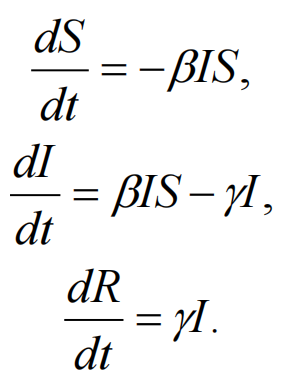 dS/dt = −βIS,
dI/dt = βIS − γI,
dR/dt = γI.